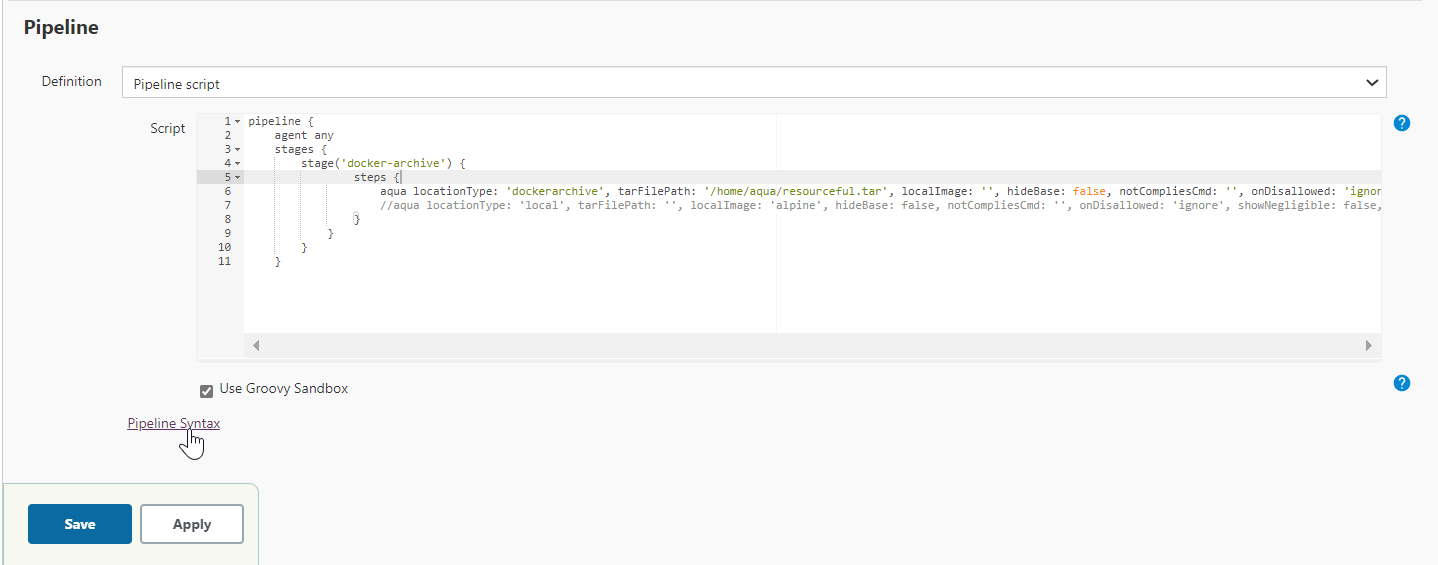 Pipeline
Definition
Pipeline script
Script
1 pipeline {
2 agent any
3 stages {
4 stage('docker-archive') {
5 steps {
6 aqua locationType: 'dockerarchive', tarFilePath: '/home/aqua/resourceful.tar', localImage: '', hideBase: false, notCompliesCmd: '', onDisallowed: 'ignor
7 //aqua locationType: 'local', tarFilePath: '', localImage: 'alpine', hideBase: false, notCompliesCmd: '', onDisallowed: 'ignore', showNegligible: false,
8 }
9 }
10 }
11 }
?
Use Groovy Sandbox
?
Pipeline Syntax
Save
Apply